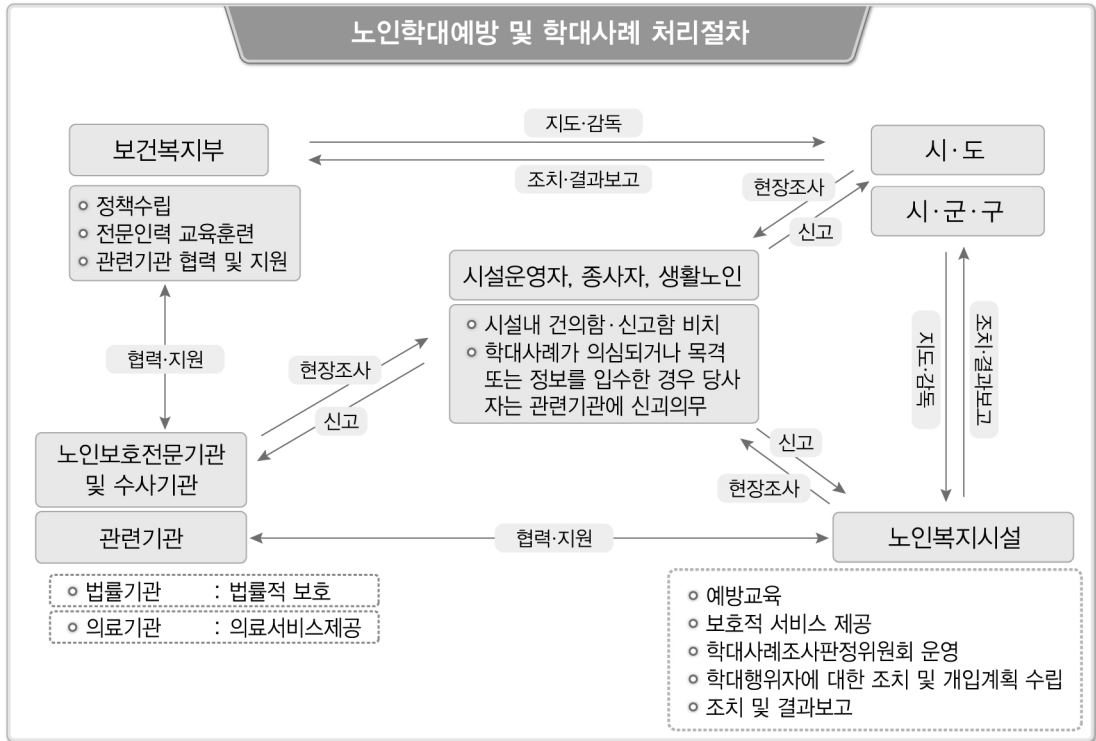 노인학대예방 및 학대사례 처리절차
보건복지부
정책수립
전문인력 교육훈련
관련기관 협력 및 지원
지도·감독
조치·결과보고
시·도
시·군·구
현장조사
신고
시설운영자, 종사자, 생활노인
시설내 건의함·신고함 비치
학대사례가 의심되거나 목격
또는 정보를 입수한 경우 당사
자는 관련기관에 신괴의무
협력·지원
현장조사
신고
지도·감독
조치·결과보고
신고
현장조사
노인보호전문기관
및 수사기관
관련기관
협력·지원
노인복지시설
법률기관 : 법률적 보호
의료기관 : 의료서비스제공
예방교육
보호적 서비스 제공
학대사례조사판정위원회 운영
학대행위자에 대한 조치 및 개입계획 수립
조치 및 결과보고